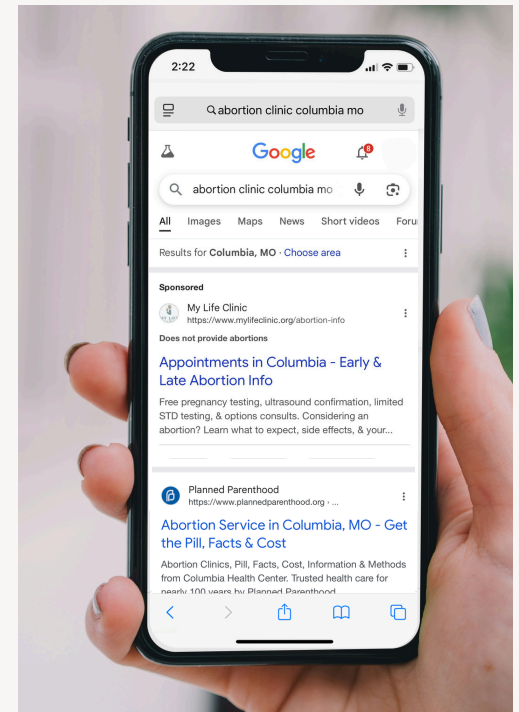 2:22
abortion clinic columbia mo
Google
8
abortion clinic columbia mo
All Images Maps News Short videos Foru
Results for Columbia, MO · Choose area
Sponsored
My Life Clinic
https://www.mylifeclinic.org/abortion-info
Does not provide abortions
Appointments in Columbia - Early &
Late Abortion Info
Free pregnancy testing, ultrasound confirmation, limited
STD testing, & options consults. Considering an
abortion? Learn what to expect, side effects, & your...
Planned Parenthood
https://www.plannedparenthood.org · ...
Abortion Service in Columbia, MO - Get
the Pill, Facts & Cost
Abortion Clinics, Pill, Facts, Cost, Information & Methods
from Columbia Health Center. Trusted health care for
nearly 100 years by Planned Parenthood